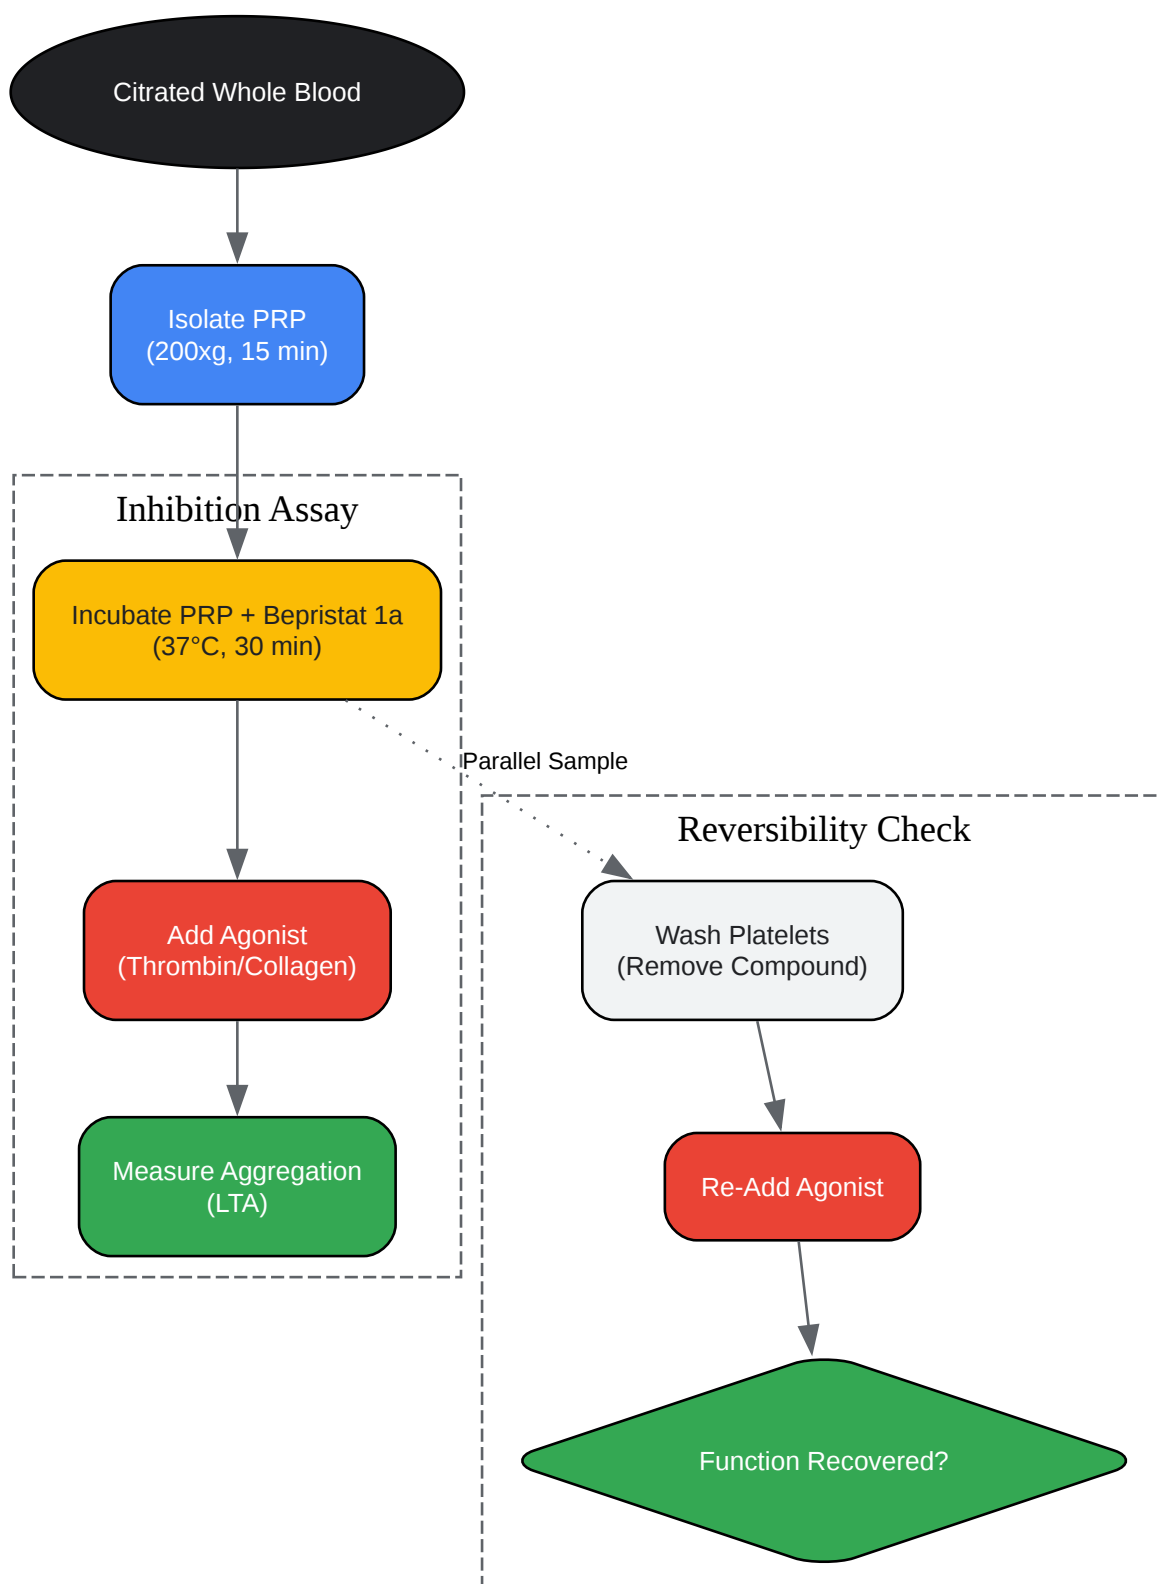 Citrated Whole Blood
Isolate PRP
(200xg, 15 min)
Inhibition Assay
Incubate PRP + Bepristat 1a
(37°C, 30 min)
Parallel Sample
Reversibility Check
Add Agonist
(Thrombin/Collagen)
Wash Platelets
(Remove Compound)
Measure Aggregation
(LTA)
Re-Add Agonist
Function Recovered?